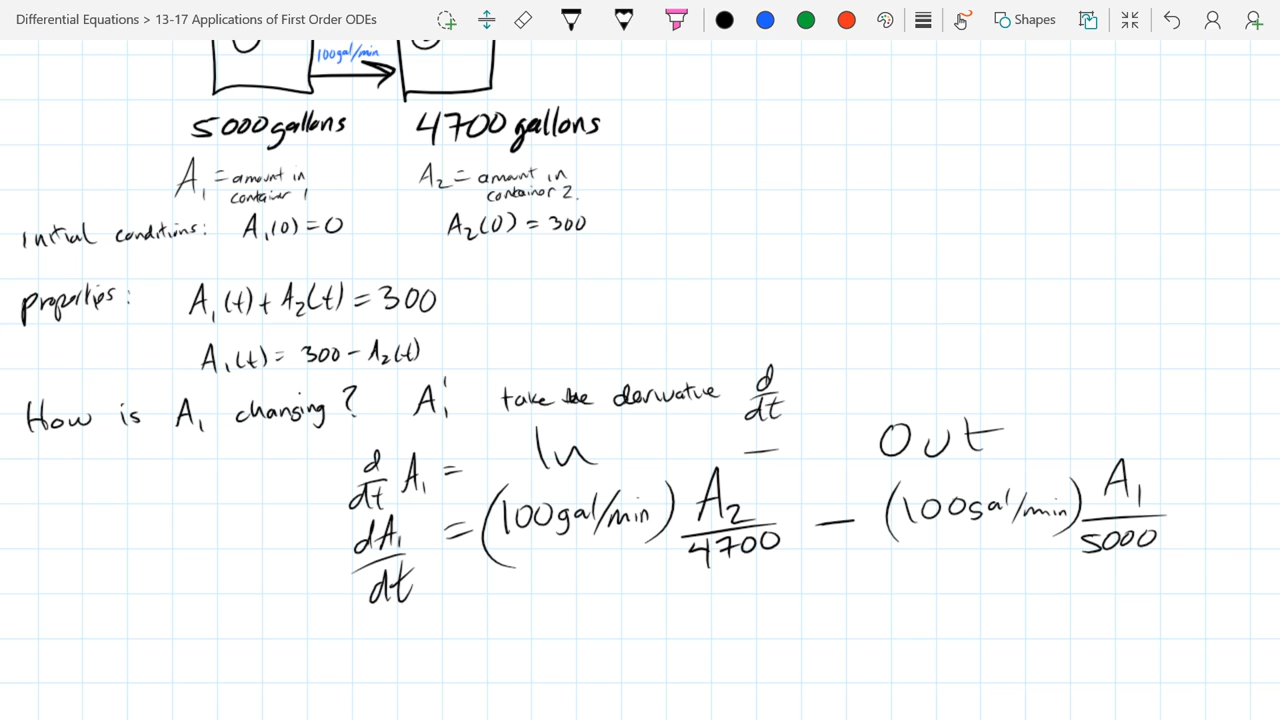 Differential Equations > 13-17 Applications of First Order ODEs
Shapes
100gal/min
5000 gallons
4700 gallons
A₁ = amount in container 1
A₂ = amount in container 2.
Initial conditions: A₁(0) = 0
A₂(0) = 300
properties: A₁(t) + A₂(t) = 300
A₁(t) = 300 - A₂(t)
How is A₁ changing? A₁' take the derivative d/dt
d/dt A₁ = In - Out
dA₁/dt = (100gal/min) A₂/4700 - (100gal/min) A₁/5000